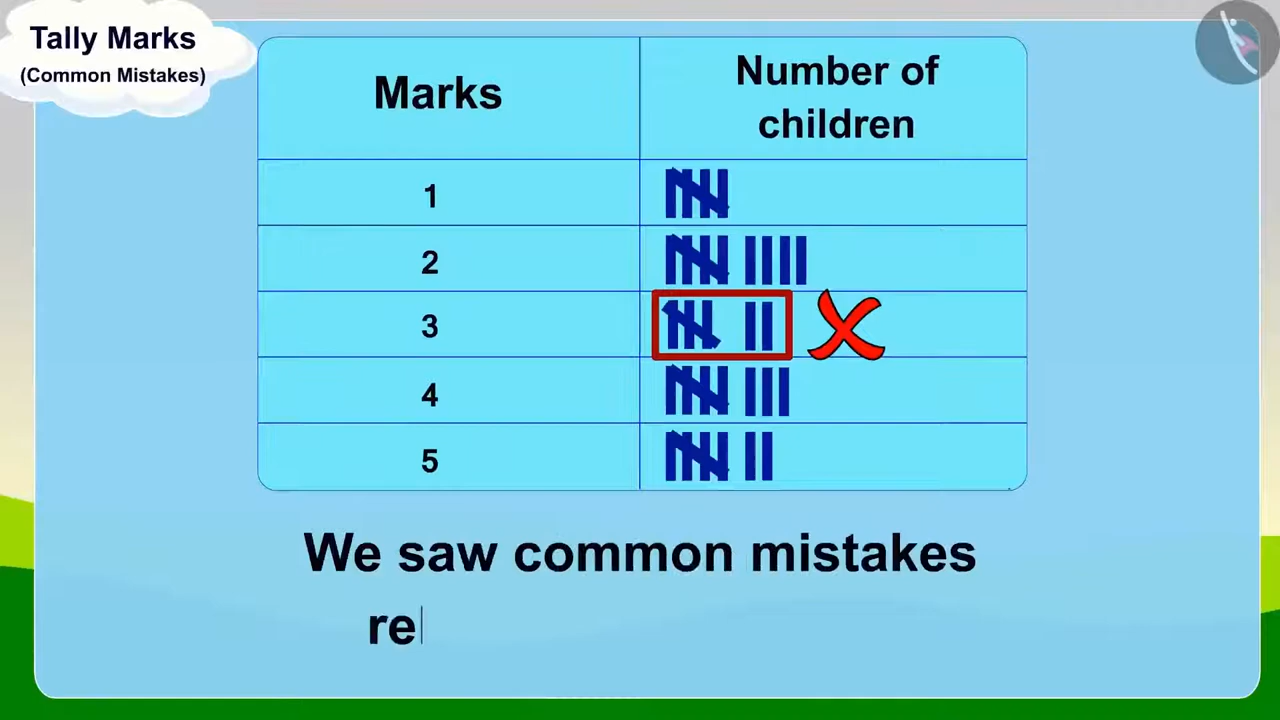 Tally Marks
(Common Mistakes)
Marks
Number of
children
1
2
3
4
5
We saw common mistakes
re